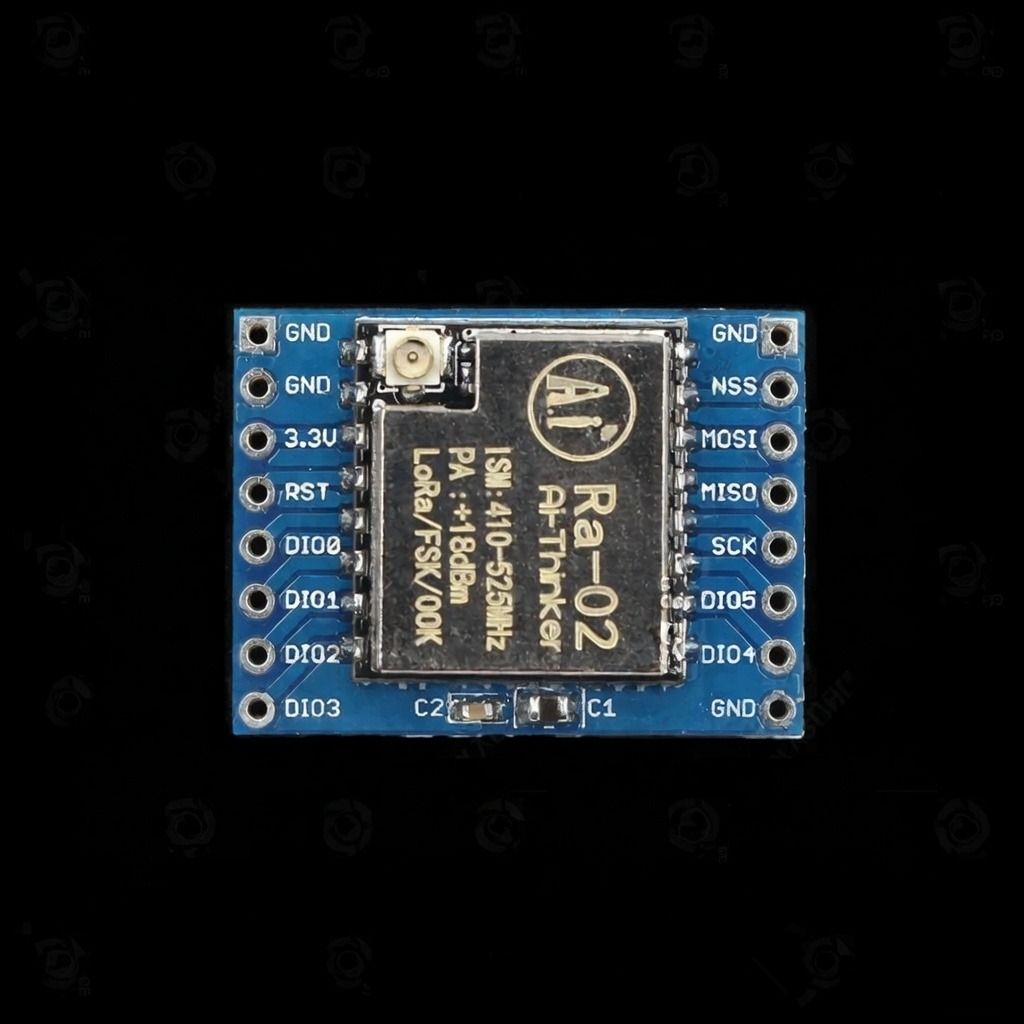 GND
GND
3.3V
RST
DIO0
DIO1
DIO2
DIO3
Ai
Ra-02
Ai-Thinker
ISM:410-525MHz
PA :+18dBm
LoRa/FSK/OOK
GND
NSS
MOSI
MISO
SCK
DIO5
DIO4
GND
C2
C1